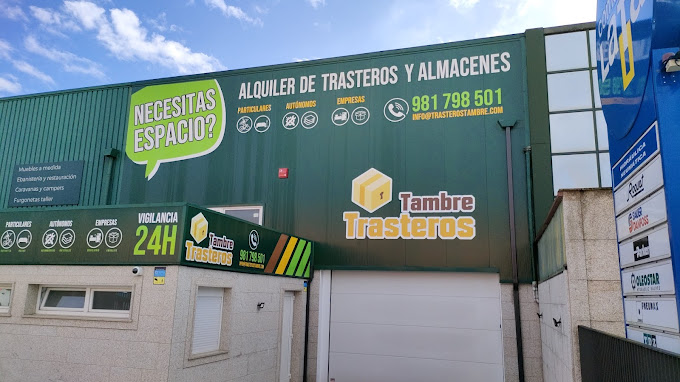 NECESITAS
ESPACIO?
ALQUILER DE TRASTEROS Y ALMACENES
PARTICULARES AUTÓNOMOS EMPRESAS
981 798 501
INFO@TRASTEROSTAMBRE.COM
Tambre
Trasteros
Muebles a medida
Ebanistería y restauración
Caravanas y campers
Furgonetas taller
PARTICULARES AUTÓNOMOS EMPRESAS
VIGILANCIA
24H
Tambre
Trasteros
981 798 501
OLEOSTAR